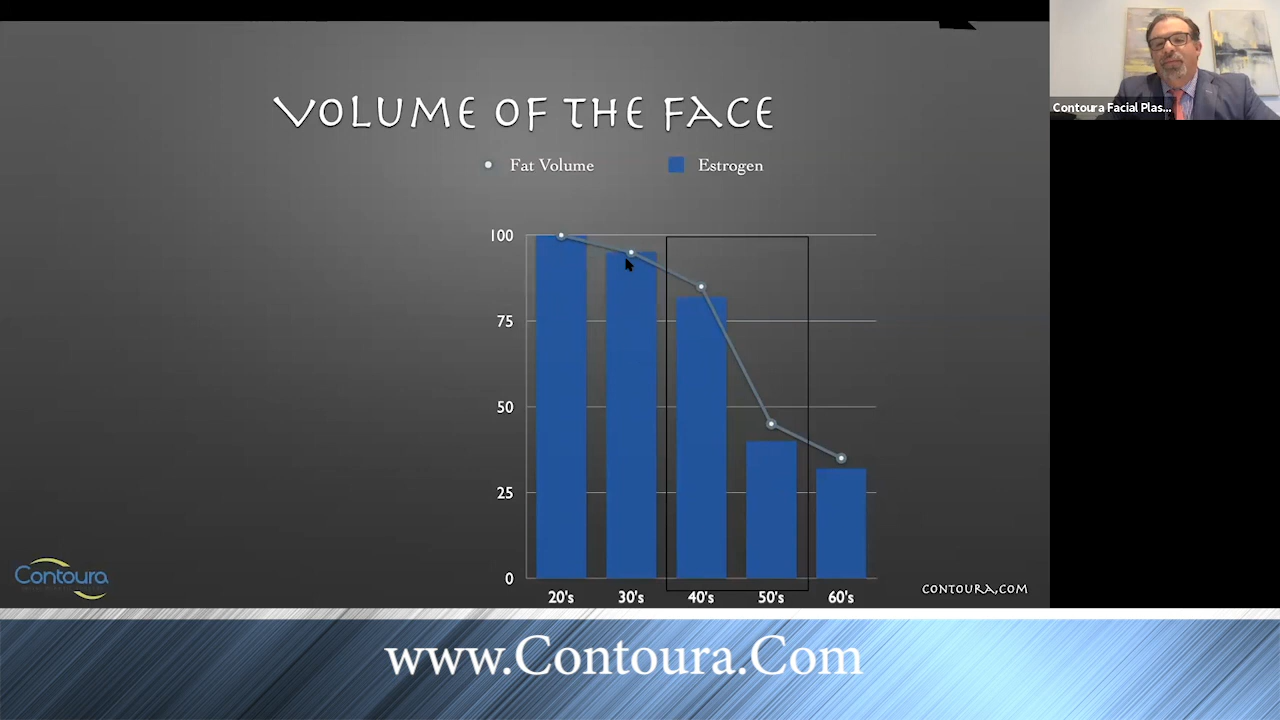 VOLUME OF THE FACE
Fat Volume
Estrogen
100
75
50
25
0
20's
30's
40's
50's
60's
Contoura
CONTOURA.COM
Contoura Facial Plas...
www.Contoura.Com